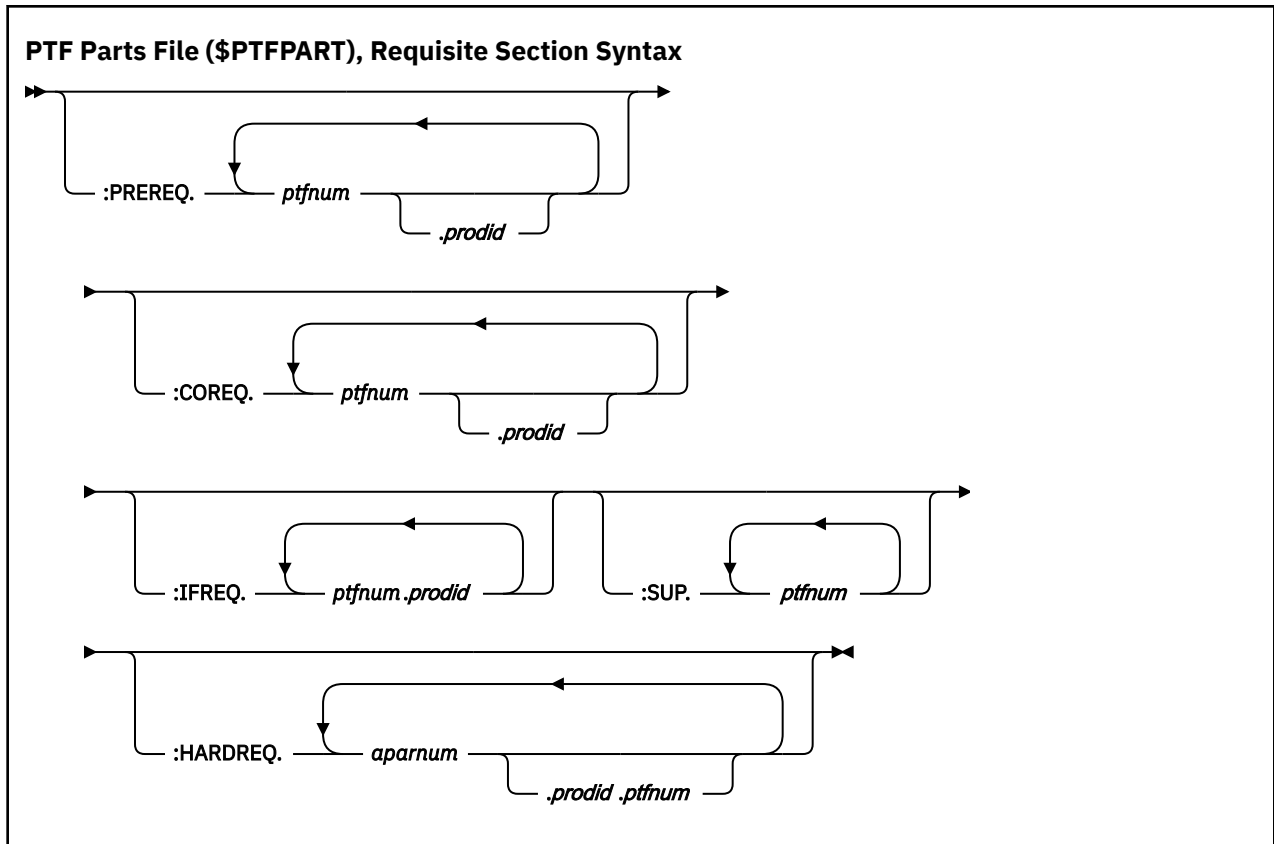 PTF Parts File ($PTFPART), Requisite Section Syntax
:PREREQ. ptfnum
.prodid
:COREQ. ptfnum
.prodid
:IFREQ. ptfnum .prodid :SUP. ptfnum
:HARDREQ. aparnum
.prodid .ptfnum